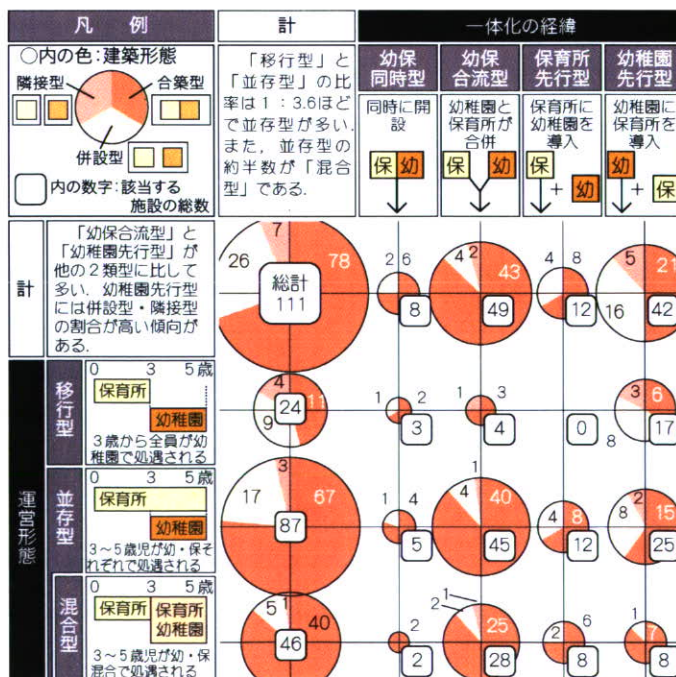 凡 例
計
一体化の経緯
○内の色：建築形態
隣接型
合築型
併設型
内の数字：該当する
施設の総数
「移行型」と
「並存型」の比
率は1：3.6ほど
で並存型が多い．
また，並存型の
約半数が「混合
型」である．
幼保
同時型
幼保
合流型
保育所
先行型
幼稚園
先行型
同時に開
設
幼稚園と
保育所が
合併
保育所に
幼稚園を
導入
幼稚園に
保育所を
導入
保 幼
保 幼
保
＋ 幼
幼
＋ 保
計
「幼保合流型」と
「幼稚園先行型」が
他の2類型に比して
多い．幼稚園先行型
には併設型・隣接型
の割合が高い傾向が
ある．
7
26
78
総計
111
2 6
8
4 2
43
49
4 8
12
5
21
16
42
運営形態
移行型
0 3 5歳
保育所
幼稚園
3歳から全員が幼
稚園で処遇される
4
11
9
24
1 2
3
1 3
4
0
3 6
8
17
並存型
0 3 5歳
保育所
幼稚園
3～5歳児が幼・保そ
れぞれで処遇される
3
17
67
87
1 4
5
1
4 40
45
4 8
12
2
8 15
25
混合型
0 3 5歳
保育所
保育所
幼稚園
3～5歳児が幼・保
混合で処遇される
5 1
40
46
2
2
1
2
25
28
2 6
8
1
7
8